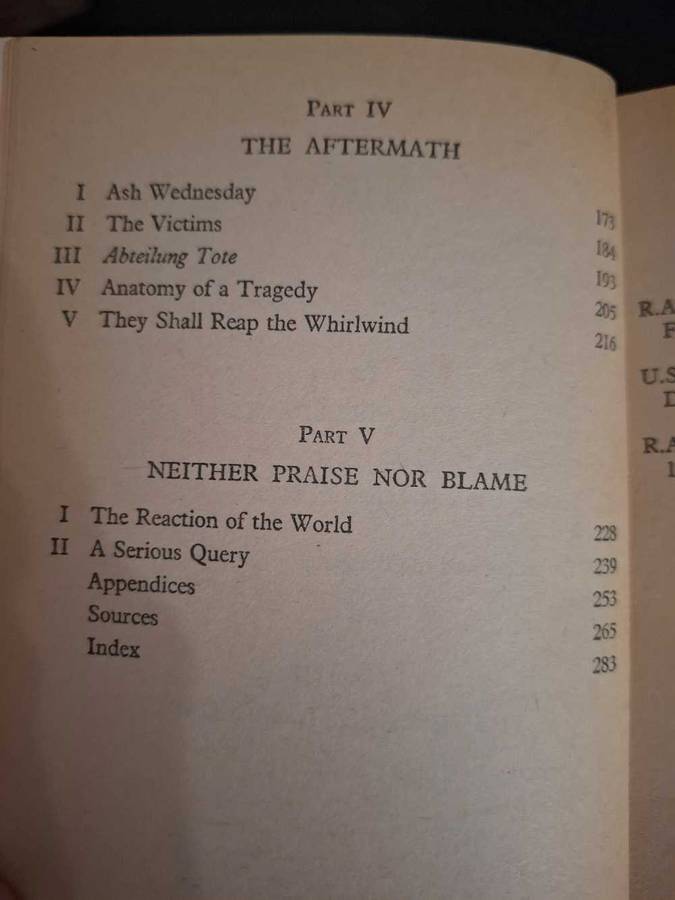 PART IV
THE AFTERMATH
I Ash Wednesday 173
II The Victims 184
III Abteilung Tote 193
IV Anatomy of a Tragedy 205
V They Shall Reap the Whirlwind 216
PART V
NEITHER PRAISE NOR BLAME
I The Reaction of the World 228
II A Serious Query 239
Appendices 253
Sources 265
Index 283
R.A
F
U.S
D
R.A
1